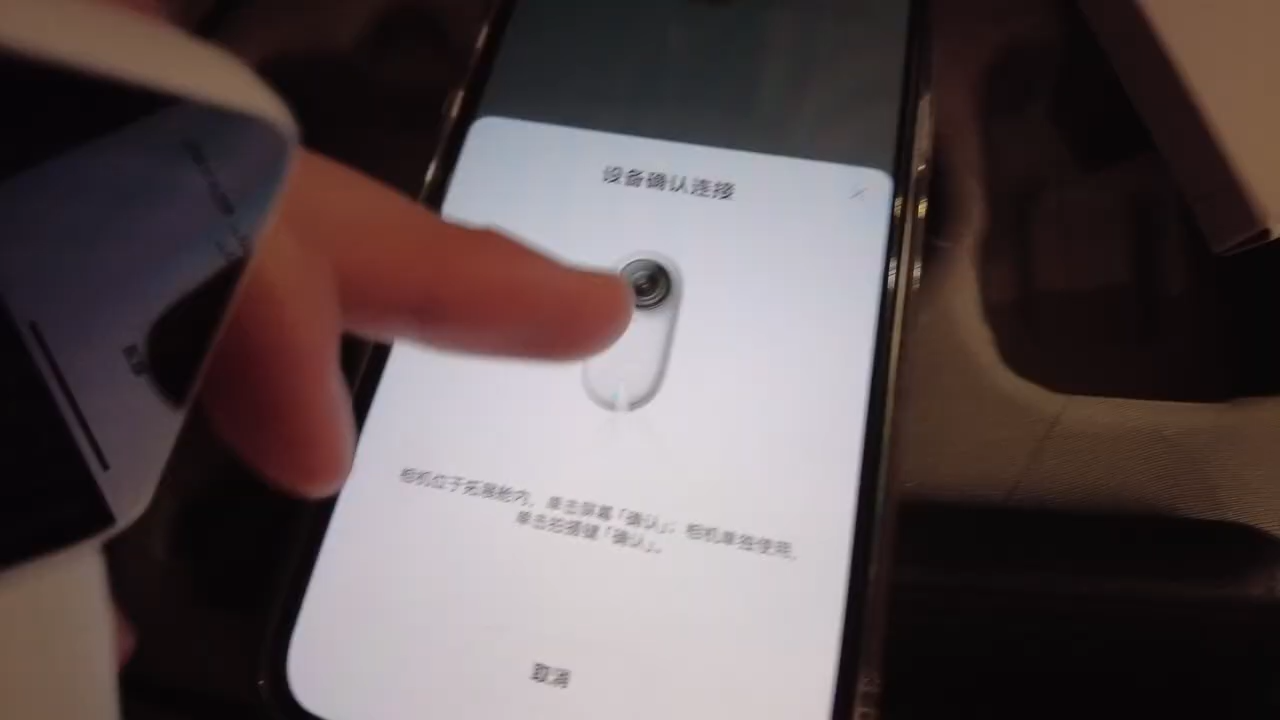 设备确认连接
相机位于拓展舱内，单击屏幕「确认」；相机单独使用，
单击拍摄键「确认」。
取消